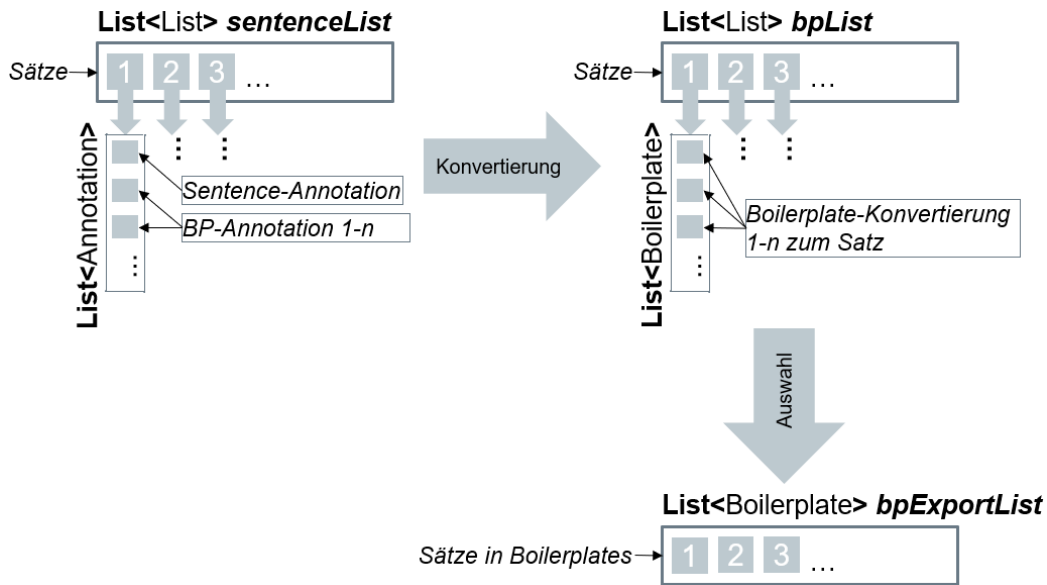 List<List> sentenceList
Sätze
1 2 3 ...
List<Annotation>
Sentence-Annotation
BP-Annotation 1-n
...
Konvertierung
List<List> bpList
Sätze
1 2 3 ...
List<Boilerplate>
Boilerplate-Konvertierung
1-n zum Satz
...
Auswahl
List<Boilerplate> bpExportList
Sätze in Boilerplates
1 2 3 ...